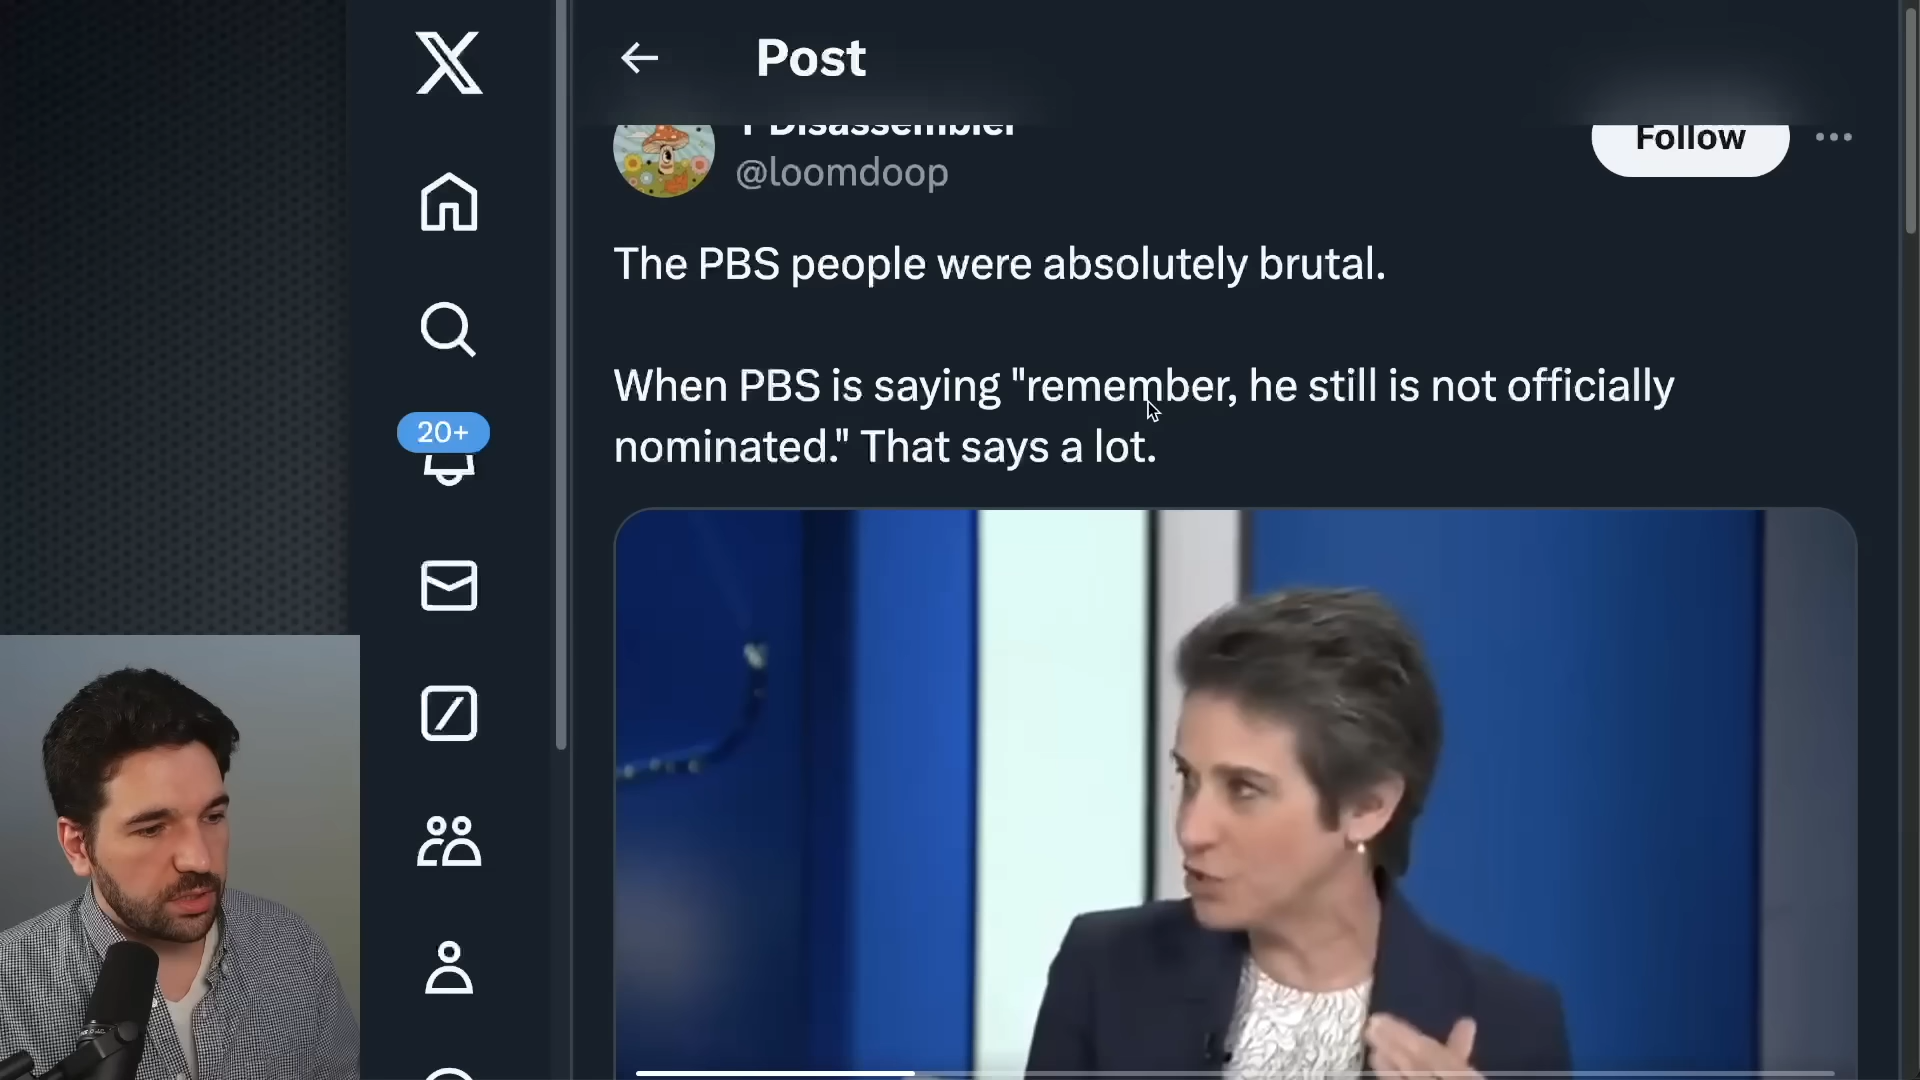 Post
Follow
@loomdoop
The PBS people were absolutely brutal.
When PBS is saying "remember, he still is not officially
nominated." That says a lot.
20+